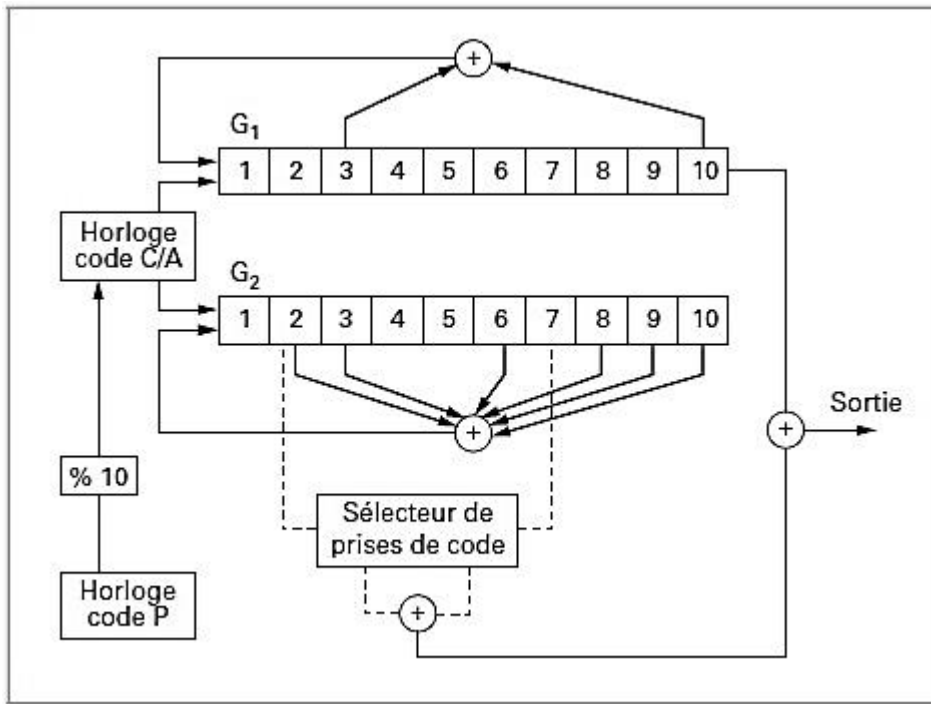 +
G1
1 2 3 4 5 6 7 8 9 10
Horloge
code C/A
G2
1 2 3 4 5 6 7 8 9 10
+
Sortie
+
% 10
Sélecteur de
prises de code
Horloge
code P
+